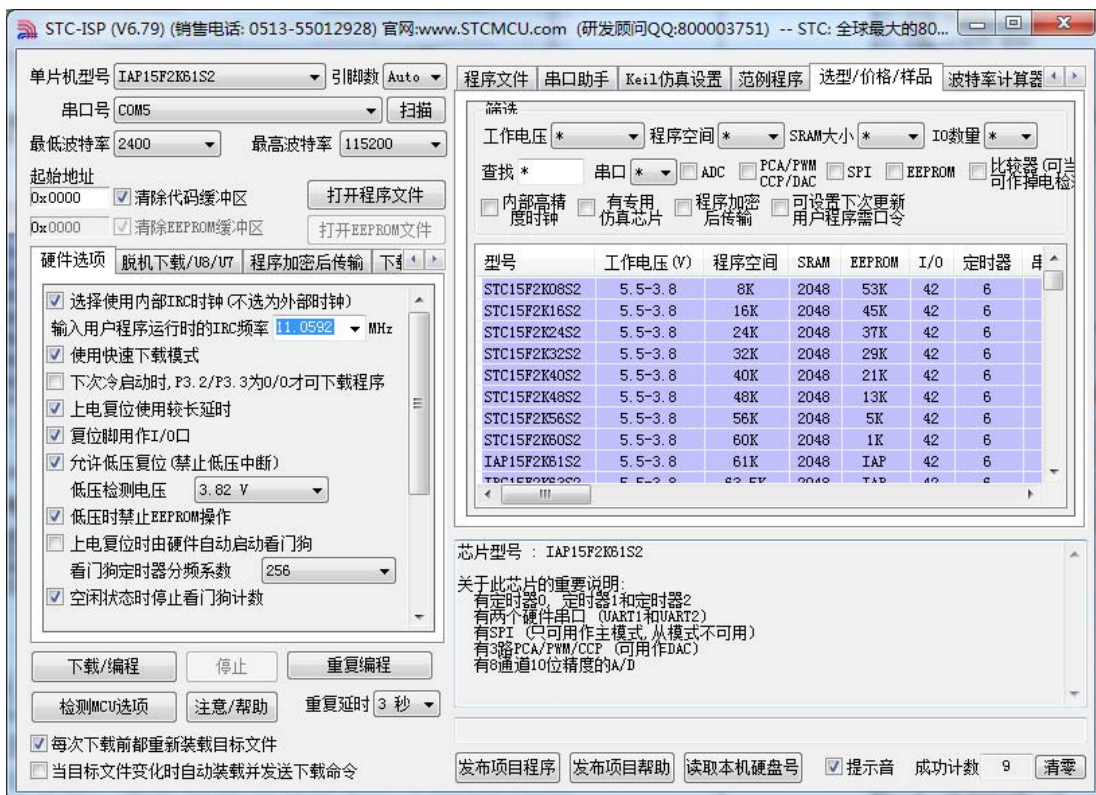 STC-ISP (V6.79) (销售电话: 0513-55012928) 官网:www.STCMCU.com (研发顾问QQ:800003751) -- STC: 全球最大的80...
单片机型号 IAP15F2K61S2 引脚数 Auto
串口号 COM5 扫描
最低波特率 2400 最高波特率 115200
起始地址
0x0000 清除代码缓冲区 打开程序文件
0x0000 清除EEPROM缓冲区 打开EEPROM文件
硬件选项 脱机下载/U8/U7 程序加密后传输
选择使用内部IRC时钟(不选为外部时钟)
输入用户程序运行时的IRC频率 11.0592 MHz
使用快速下载模式
下次冷启动时,P3.2/P3.3为0/0才可下载程序
上电复位使用较长延时
复位脚用作I/O口
允许低压复位(禁止低压中断)
低压检测电压 3.82 V
低压时禁止EEPROM操作
上电复位时由硬件自动启动看门狗
看门狗定时器分频系数 256
空闲状态时停止看门狗计数
下载/编程 停止 重复编程
检测MCU选项 注意/帮助 重复延时 3 秒
每次下载前都重新装载目标文件
当目标文件变化时自动装载并发送下载命令
程序文件 串口助手 Keil仿真设置 范例程序 选型/价格/样品 波特率计算器
筛选
工作电压 * 程序空间 * SRAM大小 * IO数量 *
查找 * 串口 * ADC PCA/PWM CCP/DAC SPI EEPROM 比较器(可当可作掉电检
内部高精度时钟 有专用仿真芯片 程序加密后传输 可设置下次更新用户程序需口令
型号 工作电压(V) 程序空间 SRAM EEPROM I/O 定时器 串
STC15F2K08S2 5.5-3.8 8K 2048 53K 42 6
STC15F2K16S2 5.5-3.8 16K 2048 45K 42 6
STC15F2K24S2 5.5-3.8 24K 2048 37K 42 6
STC15F2K32S2 5.5-3.8 32K 2048 29K 42 6
STC15F2K40S2 5.5-3.8 40K 2048 21K 42 6
STC15F2K48S2 5.5-3.8 48K 2048 13K 42 6
STC15F2K56S2 5.5-3.8 56K 2048 5K 42 6
STC15F2K60S2 5.5-3.8 60K 2048 1K 42 6
IAP15F2K61S2 5.5-3.8 61K 2048 IAP 42 6
芯片型号 : IAP15F2K61S2
关于此芯片的重要说明:
有定时器0, 定时器1和定时器2
有两个硬件串口 (UART1和UART2)
有SPI (只可用作主模式,从模式不可用)
有3路PCA/PWM/CCP (可用作DAC)
有8通道10位精度的A/D
发布项目程序 发布项目帮助 读取本机硬盘号 提示音 成功计数 9 清零